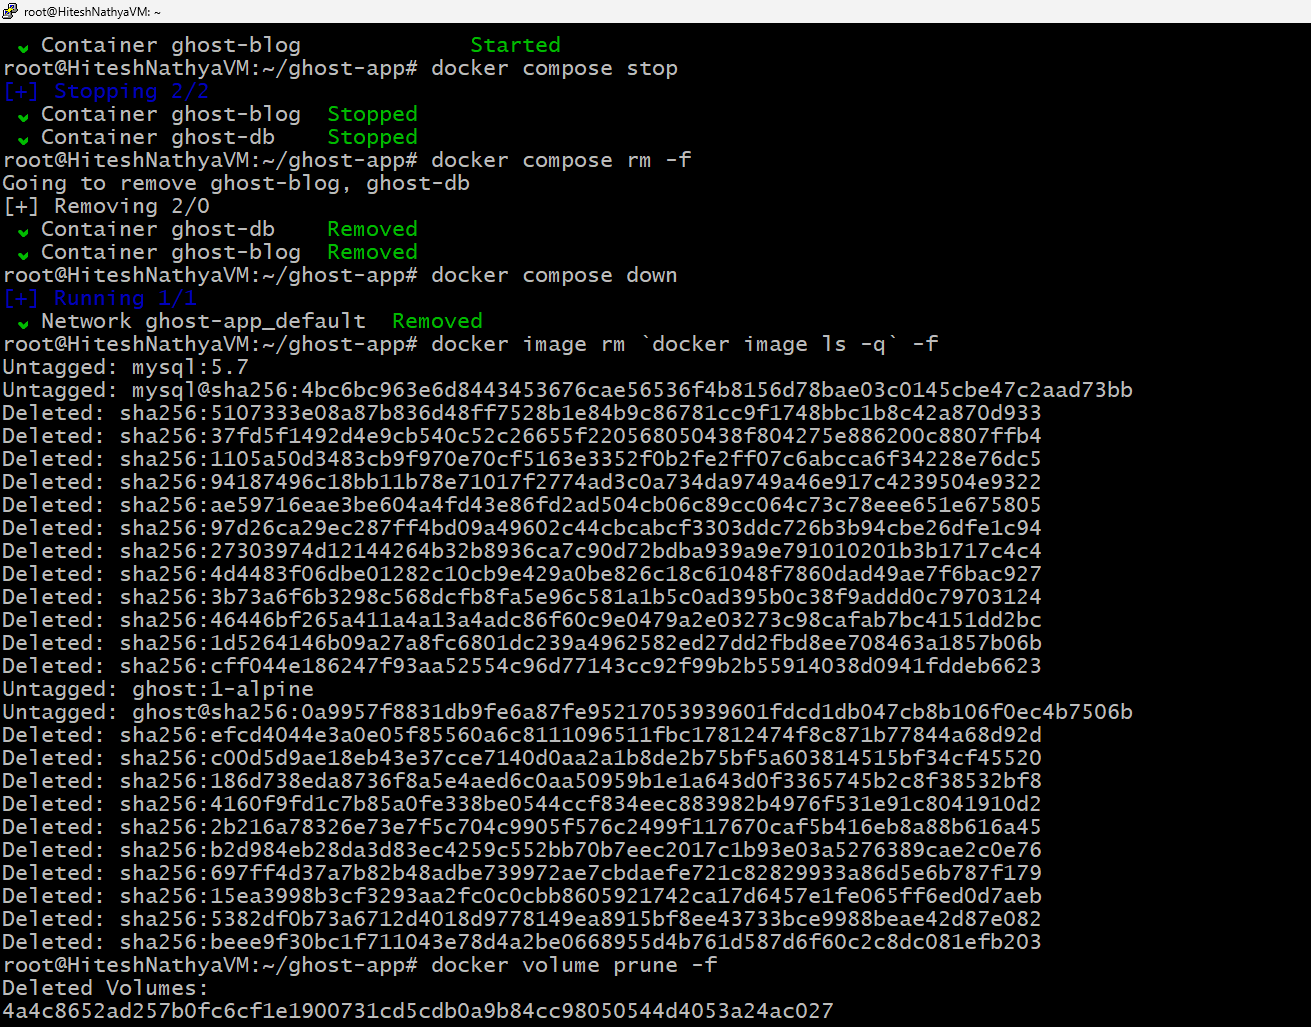 root@HiteshNathyaVM: ~
✔ Container ghost-blog Started
root@HiteshNathyaVM:~/ghost-app# docker compose stop
[+] Stopping 2/2
✔ Container ghost-blog Stopped
✔ Container ghost-db Stopped
root@HiteshNathyaVM:~/ghost-app# docker compose rm -f
Going to remove ghost-blog, ghost-db
[+] Removing 2/0
✔ Container ghost-db Removed
✔ Container ghost-blog Removed
root@HiteshNathyaVM:~/ghost-app# docker compose down
[+] Running 1/1
✔ Network ghost-app_default Removed
root@HiteshNathyaVM:~/ghost-app# docker image rm `docker image ls -q` -f
Untagged: mysql:5.7
Untagged: mysql@sha256:4bc6bc963e6d8443453676cae56536f4b8156d78bae03c0145cbe47c2aad73bb
Deleted: sha256:5107333e08a87b836d48ff7528b1e84b9c86781cc9f1748bbc1b8c42a870d933
Deleted: sha256:37fd5f1492d4e9cb540c52c26655f220568050438f804275e886200c8807ffb4
Deleted: sha256:1105a50d3483cb9f970e70cf5163e3352f0b2fe2ff07c6abcca6f34228e76dc5
Deleted: sha256:94187496c18bb11b78e71017f2774ad3c0a734da9749a46e917c4239504e9322
Deleted: sha256:ae59716eae3be604a4fd43e86fd2ad504cb06c89cc064c73c78eee651e675805
Deleted: sha256:97d26ca29ec287ff4bd09a49602c44cbcabcf3303ddc726b3b94cbe26dfe1c94
Deleted: sha256:27303974d12144264b32b8936ca7c90d72bdba939a9e791010201b3b1717c4c4
Deleted: sha256:4d4483f06dbe01282c10cb9e429a0be826c18c61048f7860dad49ae7f6bac927
Deleted: sha256:3b73a6f6b3298c568dcfb8fa5e96c581a1b5c0ad395b0c38f9addd0c79703124
Deleted: sha256:46446bf265a411a4a13a4adc86f60c9e0479a2e03273c98cafab7bc4151dd2bc
Deleted: sha256:1d5264146b09a27a8fc6801dc239a4962582ed27dd2fbd8ee708463a1857b06b
Deleted: sha256:cff044e186247f93aa52554c96d77143cc92f99b2b55914038d0941fddeb6623
Untagged: ghost:1-alpine
Untagged: ghost@sha256:0a9957f8831db9fe6a87fe95217053939601fdcd1db047cb8b106f0ec4b7506b
Deleted: sha256:efcd4044e3a0e05f85560a6c8111096511fbc17812474f8c871b77844a68d92d
Deleted: sha256:c00d5d9ae18eb43e37cce7140d0aa2a1b8de2b75bf5a603814515bf34cf45520
Deleted: sha256:186d738eda8736f8a5e4aed6c0aa50959b1e1a643d0f3365745b2c8f38532bf8
Deleted: sha256:4160f9fd1c7b85a0fe338be0544ccf834eec883982b4976f531e91c8041910d2
Deleted: sha256:2b216a78326e73e7f5c704c9905f576c2499f117670caf5b416eb8a88b616a45
Deleted: sha256:b2d984eb28da3d83ec4259c552bb70b7eec2017c1b93e03a5276389cae2c0e76
Deleted: sha256:697ff4d37a7b82b48adbe739972ae7cbdaefe721c82829933a86d5e6b787f179
Deleted: sha256:15ea3998b3cf3293aa2fc0c0cbb8605921742ca17d6457e1fe065ff6ed0d7aeb
Deleted: sha256:5382df0b73a6712d4018d9778149ea8915bf8ee43733bce9988beae42d87e082
Deleted: sha256:beee9f30bc1f711043e78d4a2be0668955d4b761d587d6f60c2c8dc081efb203
root@HiteshNathyaVM:~/ghost-app# docker volume prune -f
Deleted Volumes:
4a4c8652ad257b0fc6cf1e1900731cd5cdb0a9b84cc98050544d4053a24ac027